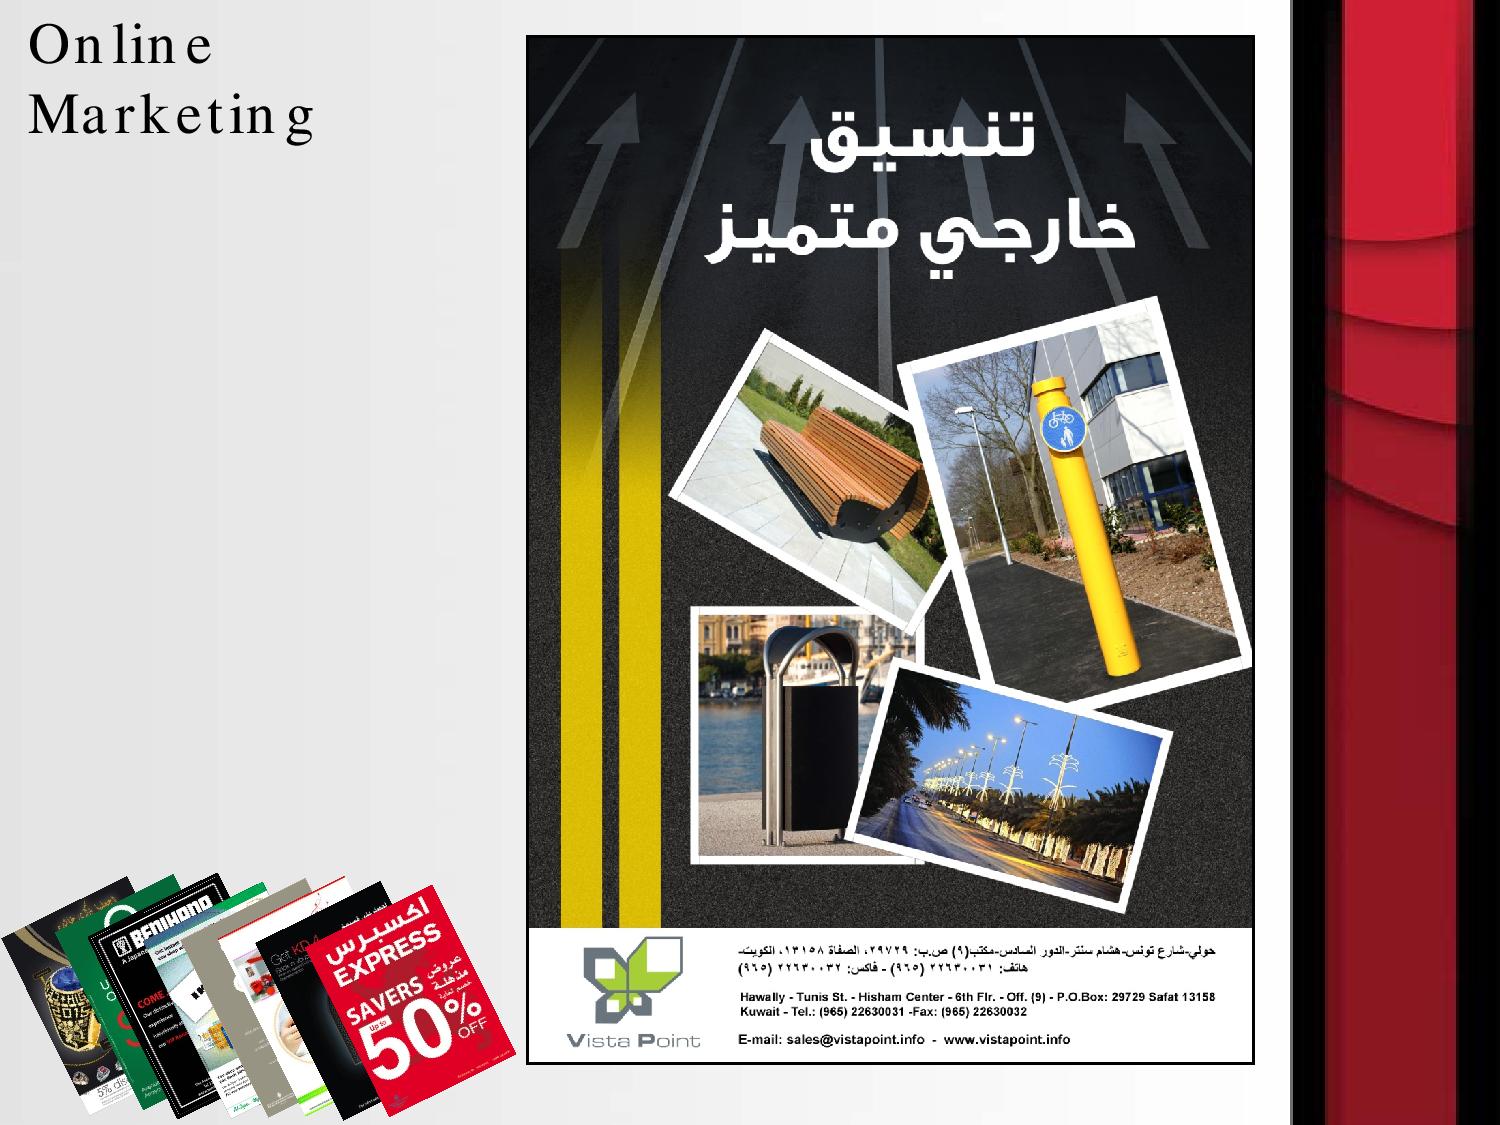 Online
Marketing
تنسيق
خارجي متميز
حولي-شارع تونس-هشام سنتر-الدور السادس-مكتب(٩) ص.ب: ٢٩٧٢٩، الصفاة ١٣١٥٨، الكويت-
هاتف: ٢٢٦٣٠٠٣١ (٩٦٥) - فاكس: ٢٢٦٣٠٠٣٢ (٩٦٥)
Hawally - Tunis St. - Hisham Center - 6th Flr. - Off. (9) - P.O.Box: 29729 Safat 13158
Kuwait - Tel.: (965) 22630031 -Fax: (965) 22630032
E-mail: sales@vistapoint.info - www.vistapoint.info
Vista Point
BENIHANA
COME
5%
Get
اكسبرس
EXPRESS
عروض
مذهلة
SAVERS
Up to
50%
OFF